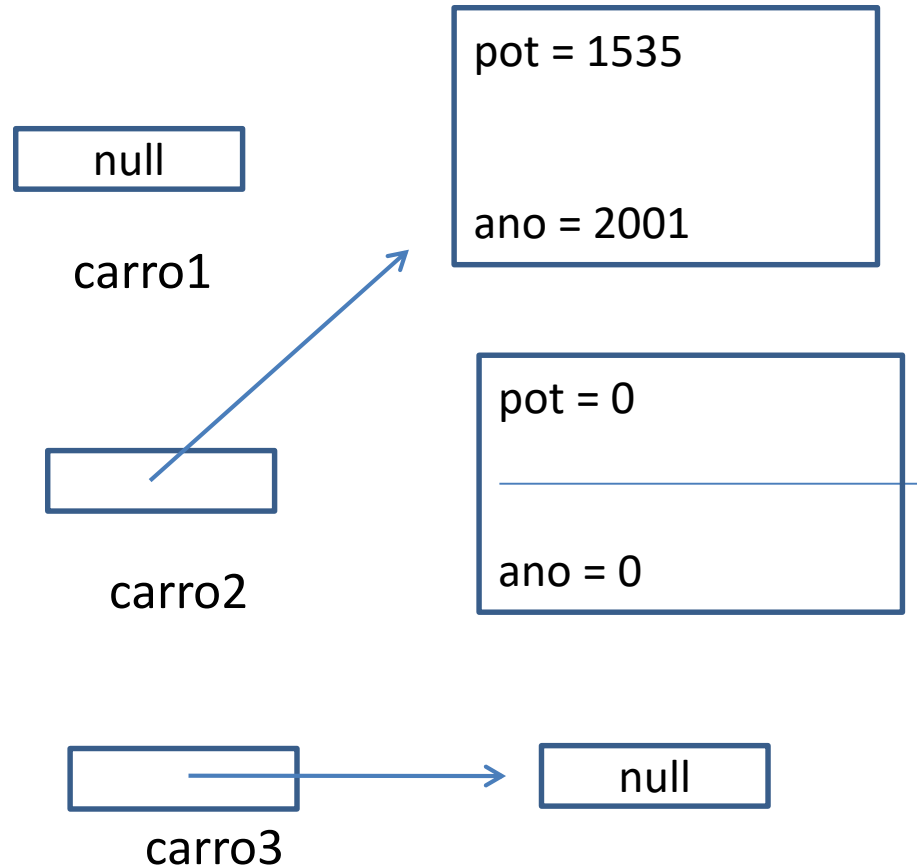 pot = 1535
null
ano = 2001
carro1
pot = 0
ano = 0
carro2
null
carro3